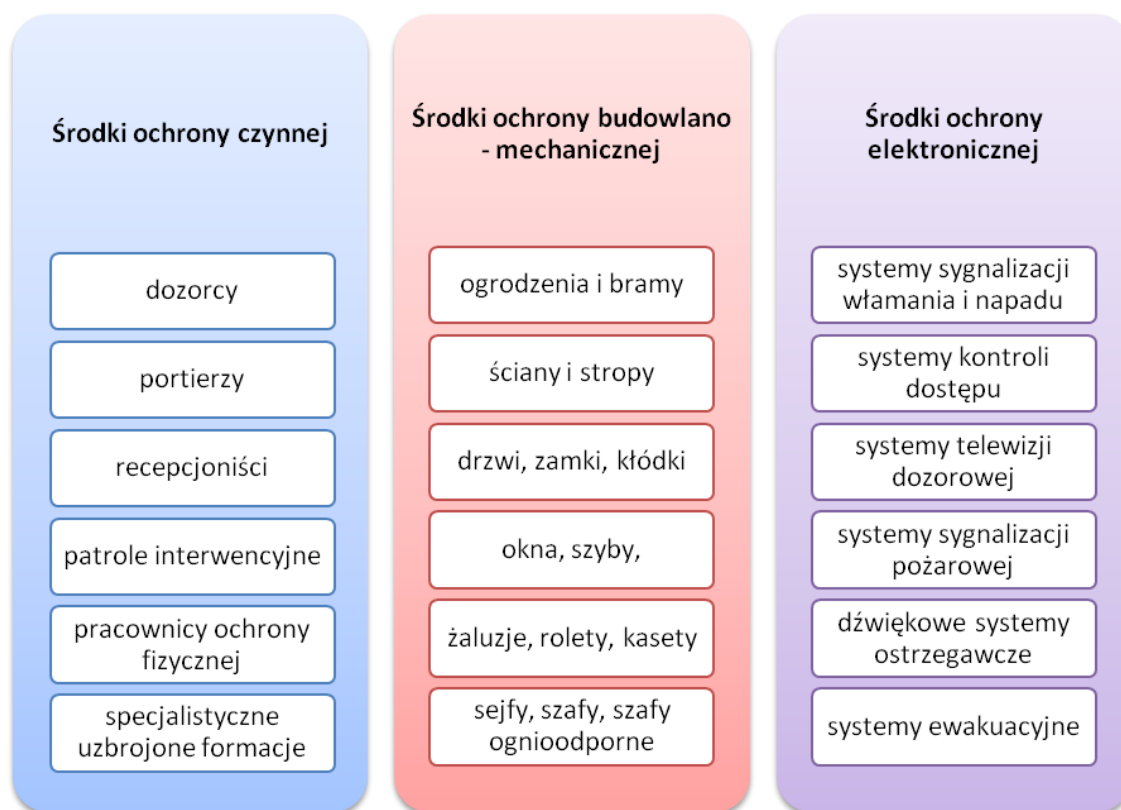 Środki ochrony czynnej
dozorcy
portierzy
recepcjoniści
patrole interwencyjne
pracownicy ochrony
fizycznej
specjalistyczne
uzbrojone formacje
Środki ochrony budowlano
- mechanicznej
ogrodzenia i bramy
ściany i stropy
drzwi, zamki, kłódki
okna, szyby,
żaluzje, rolety, kasety
sejfy, szafy, szafy
ognioodporne
Środki ochrony
elektronicznej
systemy sygnalizacji
włamania i napadu
systemy kontroli
dostępu
systemy telewizji
dozorowej
systemy sygnalizacji
pożarowej
dźwiękowe systemy
ostrzegawcze
systemy ewakuacyjne